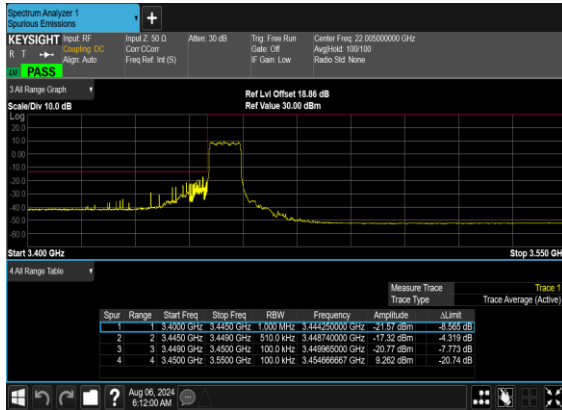 Spectrum Analyzer 1
Spurious Emissions
+
KEYSIGHT Input: RF Input Z: 50 Ω Atten: 30 dB Trig: Free Run Center Freq: 22.005000000 GHz
R T Coupling: DC Corr CCorr Gate: Off Avg|Hold: 100/100
Align: Auto Freq Ref: Int (S) IF Gain: Low Radio Std: None
PASS
3 All Range Graph
Ref Lvl Offset 18.86 dB
Scale/Div 10.0 dB Ref Value 30.00 dBm
Log
20.0
10.0
0.00
-10.0
-20.0
-30.0
-40.0
-50.0
-60.0
Start 3.400 GHz Stop 3.550 GH
4 All Range Table
Measure Trace Trace 1
Trace Type Trace Average (Active)
Spur Range Start Freq Stop Freq RBW Frequency Amplitude ΔLimit
1 1 3.4000 GHz 3.4450 GHz 1.000 MHz 3.444250000 GHz -21.57 dBm -8.565 dB
2 2 3.4450 GHz 3.4490 GHz 510.0 kHz 3.448740000 GHz -17.32 dBm -4.319 dB
3 3 3.4490 GHz 3.4500 GHz 100.0 kHz 3.449965000 GHz -20.77 dBm -7.773 dB
4 4 3.4500 GHz 3.5500 GHz 100.0 kHz 3.454666667 GHz 9.262 dBm -20.74 dB
? Aug 06, 2024
6:12:00 AM